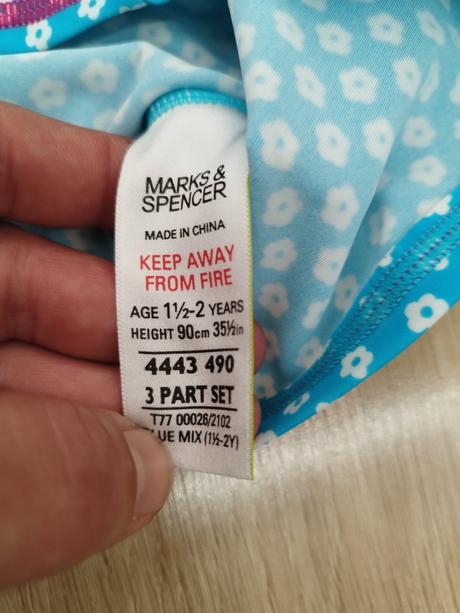 MARKS &
SPENCER
MADE IN CHINA
KEEP AWAY
FROM FIRE
AGE 1½-2 YEARS
HEIGHT 90cm 35½in
4443 490
3 PART SET
T77 00026/2102
MIX (1½-2Y)